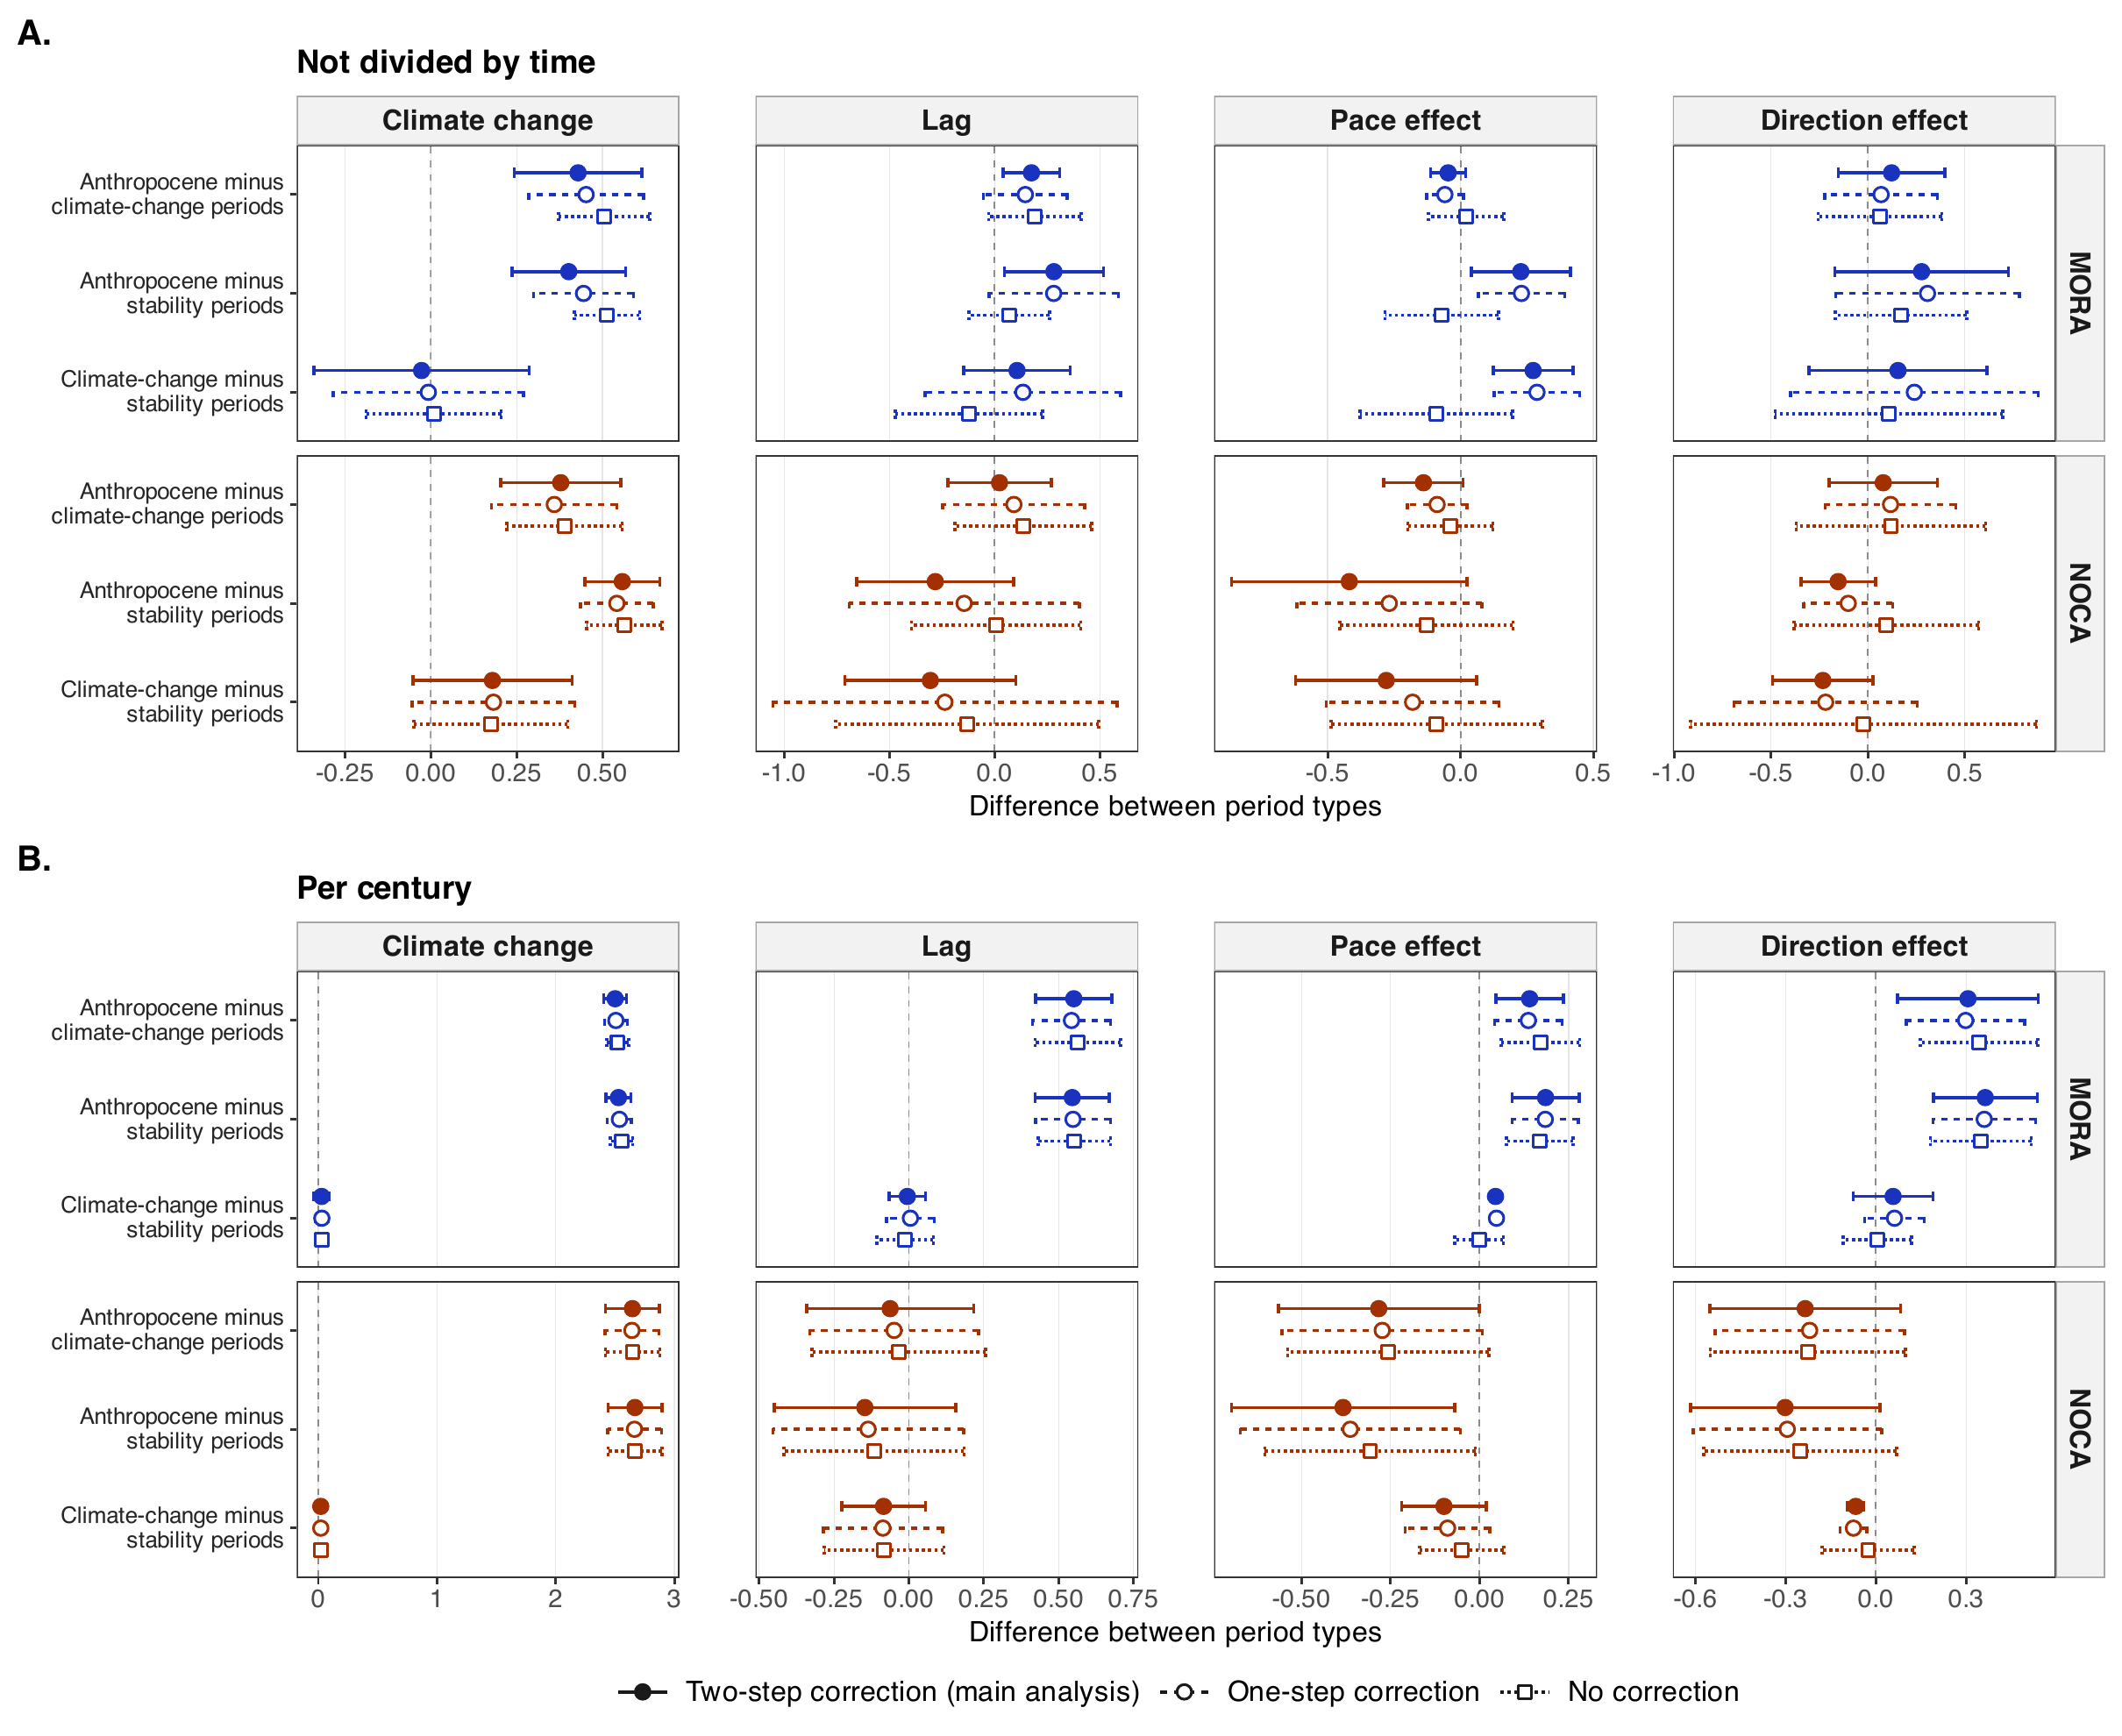 A.
Not divided by time
Climate change
Lag
Pace effect
Direction effect
Anthropocene minus
climate-change periods
Anthropocene minus
stability periods
Climate-change minus
stability periods
MORA
Anthropocene minus
climate-change periods
Anthropocene minus
stability periods
Climate-change minus
stability periods
NOCA
-0.25 0.00 0.25 0.50
-1.0 -0.5 0.0 0.5
-0.5 0.0 0.5
-1.0 -0.5 0.0 0.5
Difference between period types
B.
Per century
Climate change
Lag
Pace effect
Direction effect
Anthropocene minus
climate-change periods
Anthropocene minus
stability periods
Climate-change minus
stability periods
MORA
Anthropocene minus
climate-change periods
Anthropocene minus
stability periods
Climate-change minus
stability periods
NOCA
0 1 2 3
-0.50 -0.25 0.00 0.25 0.50 0.75
-0.50 -0.25 0.00 0.25
-0.6 -0.3 0.0 0.3
Difference between period types
Two-step correction (main analysis) One-step correction No correction